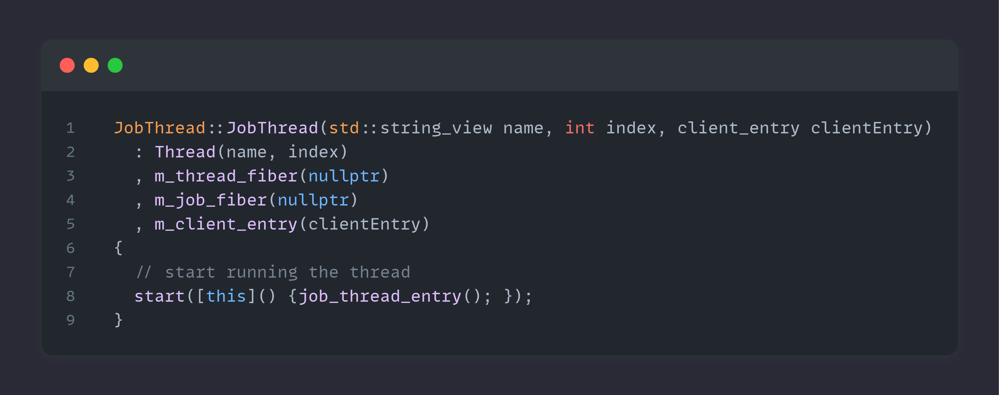 1 JobThread::JobThread(std::string_view name, int index, client_entry clientEntry)
2   : Thread(name, index)
3   , m_thread_fiber(nullptr)
4   , m_job_fiber(nullptr)
5   , m_client_entry(clientEntry)
6 {
7   // start running the thread
8   start([this]() {job_thread_entry(); });
9 }